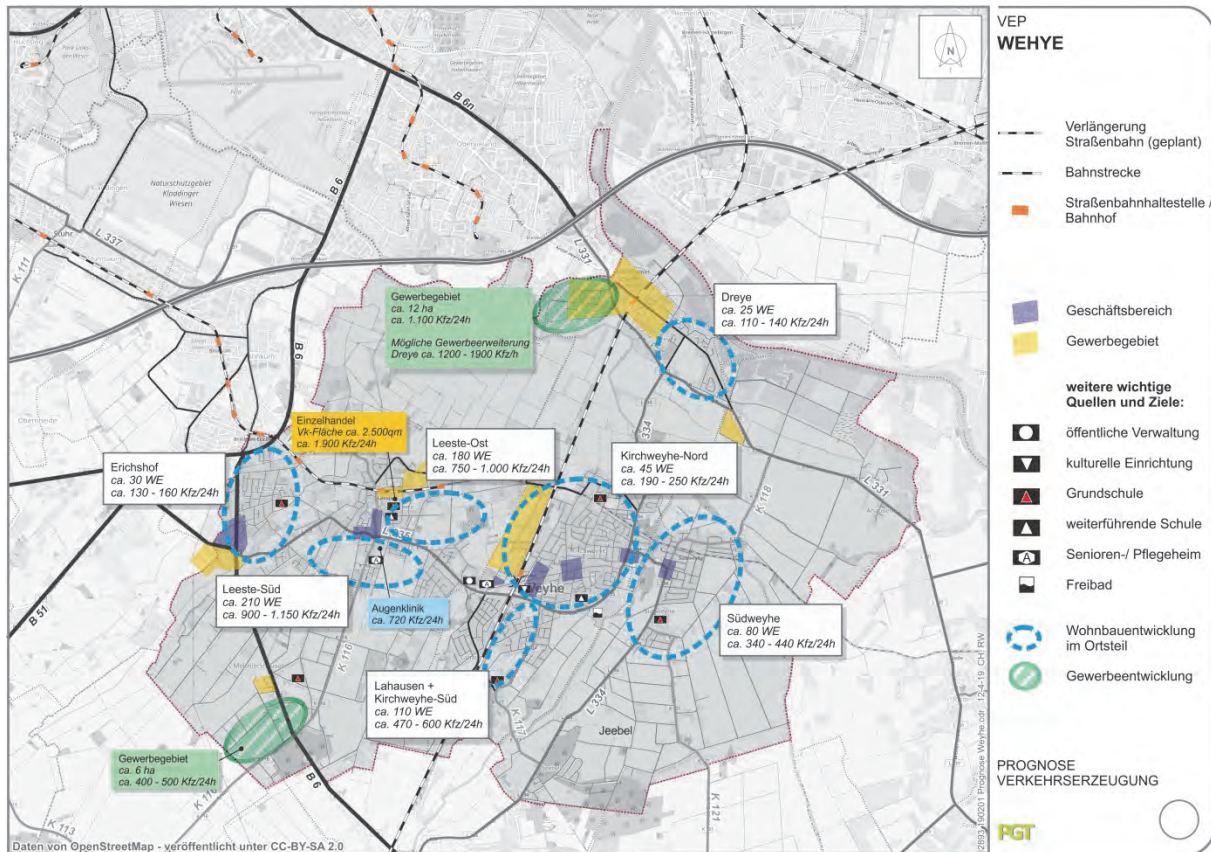 VEP
WEHYE
Verlängerung
Straßenbahn (geplant)
Bahnstrecke
Straßenbahnhaltestelle /
Bahnhof
Geschäftsbereich
Gewerbegebiet
weitere wichtige
Quellen und Ziele:
öffentliche Verwaltung
kulturelle Einrichtung
Grundschule
weiterführende Schule
A
Senioren-/ Pflegeheim
Freibad
Wohnbauentwicklung
im Ortsteil
Gewerbeentwicklung
PROGNOSE
VERKEHRSERZEUGUNG
PGT
N
B 6n
B 6
Naturschutzgebiet
Kladdinger
Wiesen
Stuhr
L 337
K 111
L 331
Gewerbegebiet
ca. 12 ha
ca. 1.100 Kfz/24h
Mögliche Gewerbeerweiterung
Dreye ca. 1200 - 1900 Kfz/h
Dreye
ca. 25 WE
ca. 110 - 140 Kfz/24h
B 6
Einzelhandel
Vk-Fläche ca. 2.500qm
ca. 1.900 Kfz/24h
Leeste-Ost
ca. 180 WE
ca. 750 - 1.000 Kfz/24h
334
Kirchweyhe-Nord
ca. 45 WE
ca. 190 - 250 Kfz/24h
Erichshof
ca. 30 WE
ca. 130 - 160 Kfz/24h
K 118
L 331
B 51
Leeste-Süd
ca. 210 WE
ca. 900 - 1.150 Kfz/24h
Augenklinik
ca. 720 Kfz/24h
A
A
Weyhe
Südweyhe
ca. 80 WE
ca. 340 - 440 Kfz/24h
K 116
Lahausen +
Kirchweyhe-Süd
ca. 110 WE
ca. 470 - 600 Kfz/24h
K 117
L 334
Jeebel
Gewerbegebiet
ca. 6 ha
ca. 400 - 500 Kfz/24h
B 6
K 113
K 121
Daten von OpenStreetMap - veröffentlicht unter CC-BY-SA 2.0